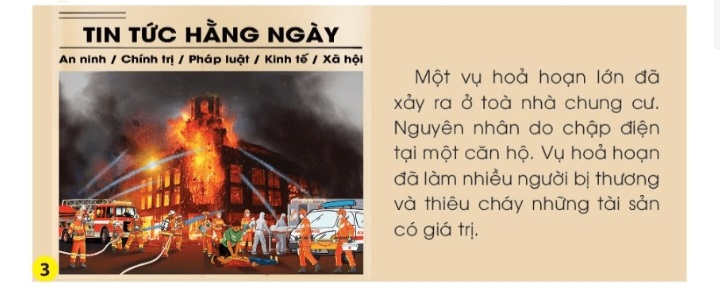 TIN TỨC HẰNG NGÀY
An ninh / Chính trị / Pháp luật / Kinh tế / Xã hội
Một vụ hoả hoạn lớn đã
xảy ra ở toà nhà chung cư.
Nguyên nhân do chập điện
tại một căn hộ. Vụ hoả hoạn
đã làm nhiều người bị thương
và thiêu cháy những tài sản
có giá trị.
3